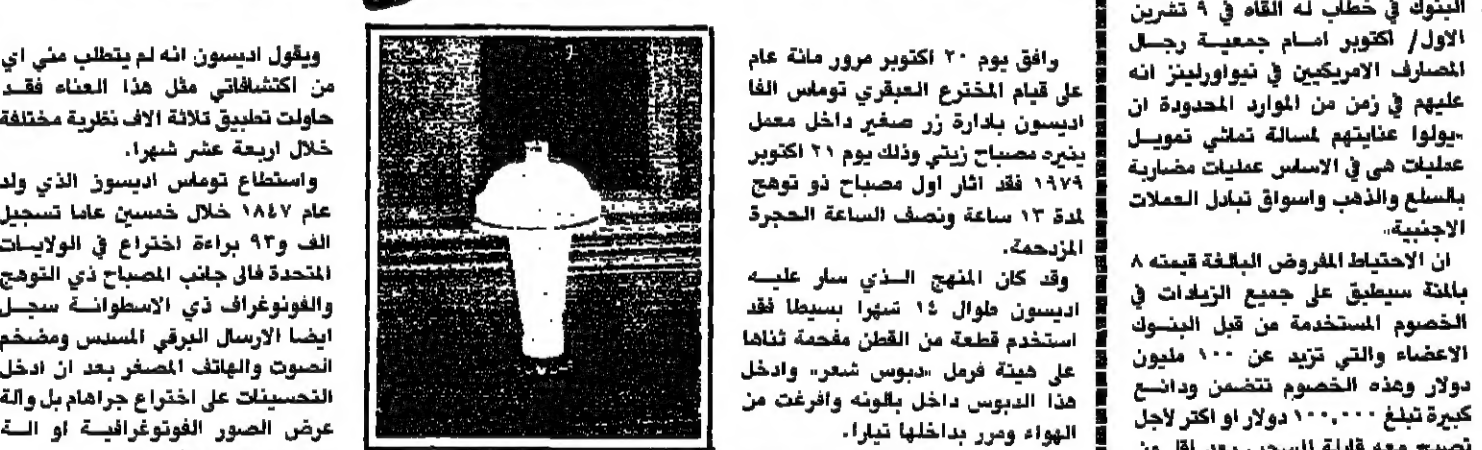 البنوك في خطاب له القاه في ٩ تشرين
الاول/ اكتوبر امام جمعية رجال
المصارف الامريكيين في نيواورلينز انه
عليهم في زمن من الموارد المحدودة ان
«يولوا عنايتهم لمسالة تماثي تمويل
عمليات هي في الاساس عمليات مضاربة
بالسلع والذهب واسواق تبادل العملات
الاجنبية».
ان الاحتياط المفروض البالغة قيمته ٨
بالمئة سيطبق على جميع الزيادات في
الخصوم المستخدمة من قبل البنوك
الاعضاء والتي تزيد عن ١٠٠ مليون
دولار وهذه الخصوم تتضمن ودائع
كبيرة تبلغ ١٠٠,٠٠٠ دولار او اكثر لاجل
تصبح معه قابلة للسحب بعد اقل من
وافق يوم ٢٠ اكتوبر مرور مائة عام
على قيام المخترع العبقري توماس الفا
اديسون بادارة زر صغير داخل معمل
ينيره مصباح زيتي وذلك يوم ٢١ اكتوبر
١٩٧٩ فقد اثار اول مصباح ذو توهج
لمدة ١٣ ساعة ونصف الساعة الحجرة
المزدحمة.
وقد كان المنهج الذي سار عليه
اديسون طوال ١٤ شهرا بسيطا فقد
استخدم قطعة من القطن مفحمة ثناها
على هيئة فرمل «دبوس شعر» وادخل
هذا الدبوس داخل بالونه وافرغت من
الهواء ومرر بداخلها تيارا.
ويقول اديسون انه لم يتطلب مني اي
من اكتشافاتي مثل هذا العناء فقد
حاولت تطبيق ثلاثة الاف نظرية مختلفة
خلال اربعة عشر شهرا.
واستطاع توماس اديسون الذي ولد
عام ١٨٤٧ خلال خمسين عاما تسجيل
الف و٩٣ براءة اختراع في الولايات
المتحدة فالى جانب المصباح ذي التوهج
والفونوغراف ذي الاسطوانة سجل
ايضا الارسال البرقي المسدس ومضخم
الصوت والهاتف المصغر بعد ان ادخل
التحسينات على اختراع جراهام بل وآلة
عرض الصور الفوتوغرافية او الة